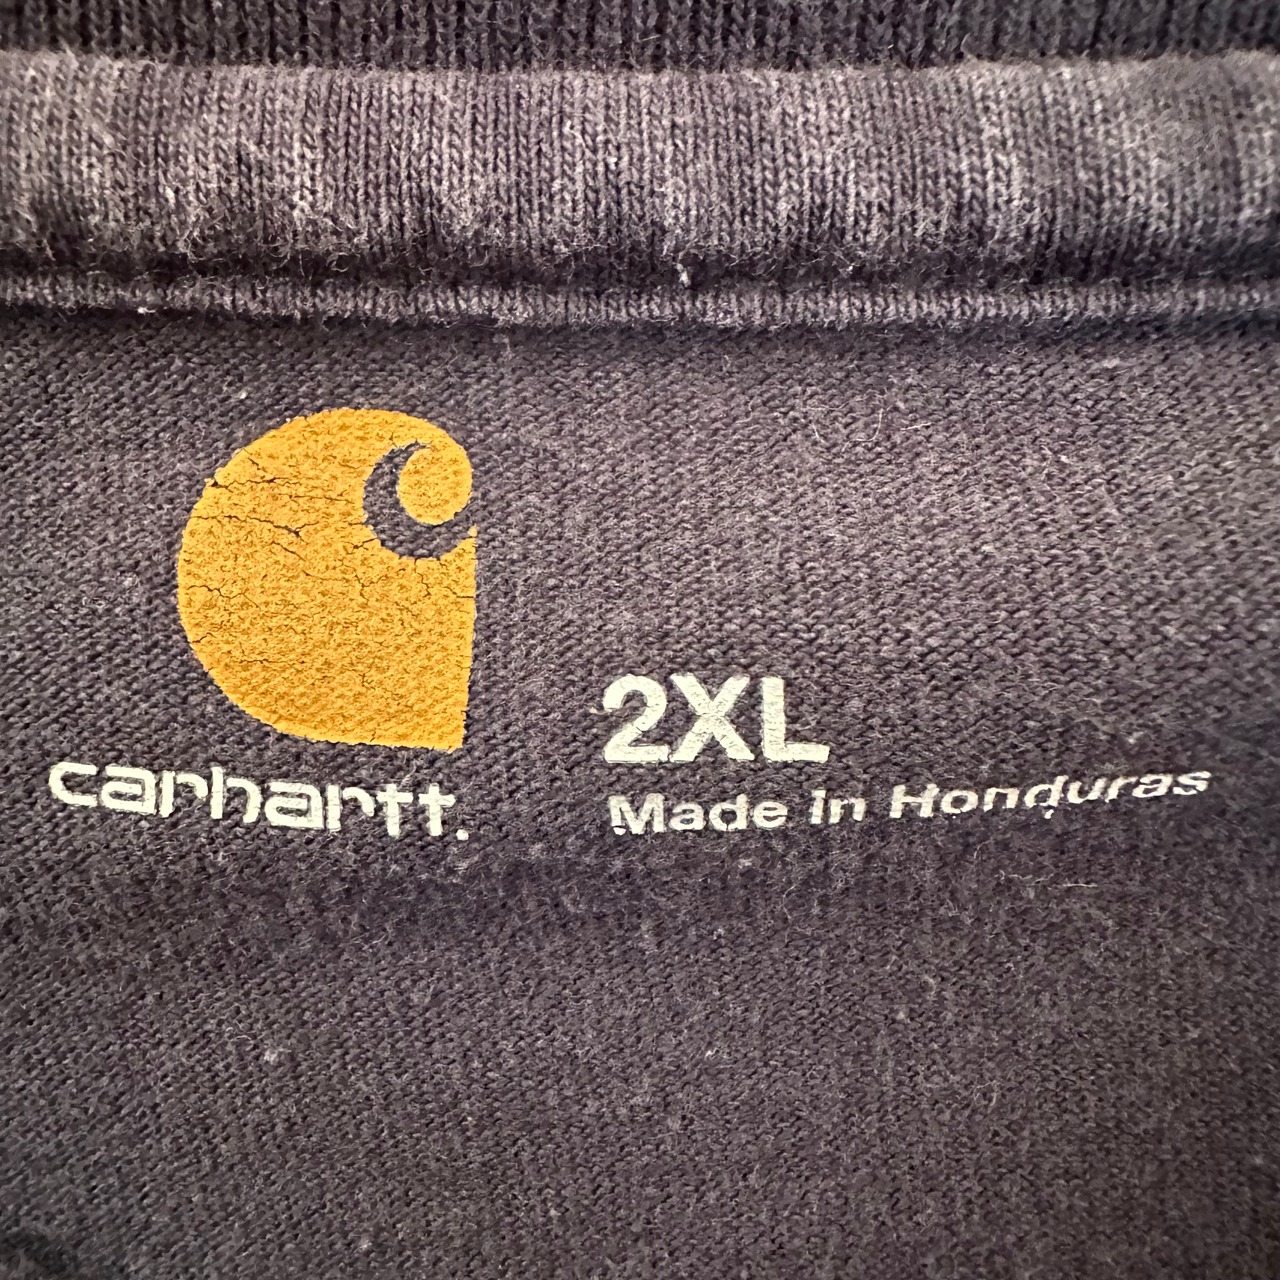 carhartt.
2XL
Made in Honduras